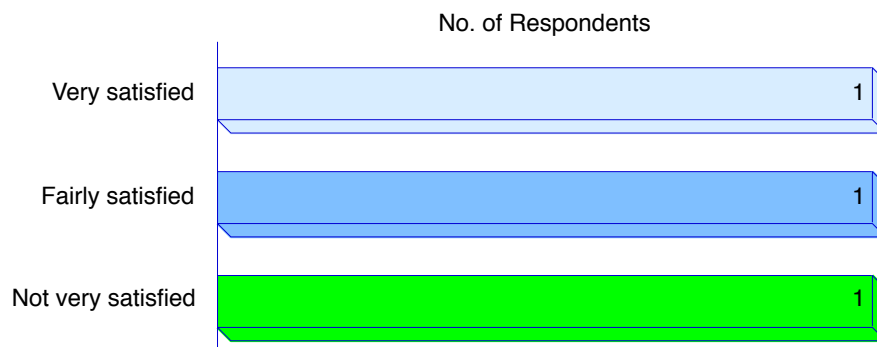 No. of Respondents
Very satisfied 1
Fairly satisfied 1
Not very satisfied 1